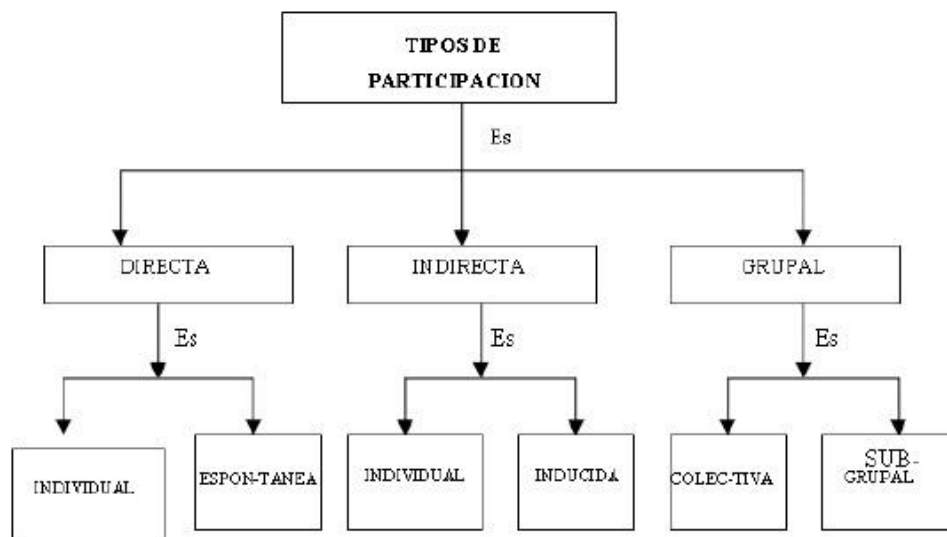 TIPOS DE
PARTICIPACION
Es
DIRECTA
INDIRECTA
GRUPAL
Es
Es
Es
INDIVIDUAL
ESPON-TANEA
INDIVIDUAL
INDUCIDA
COLEC-TIVA
SUB-
GRUPAL